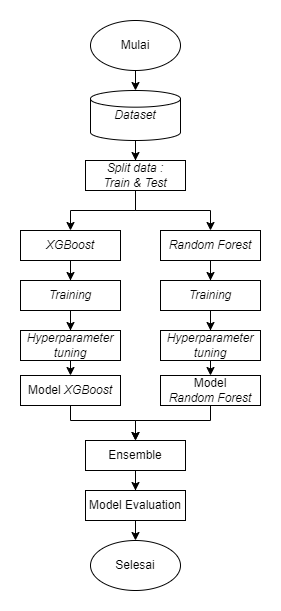 Mulai
Dataset
Split data :
Train & Test
XGBoost
Random Forest
Training
Training
Hyperparameter
tuning
Hyperparameter
tuning
Model XGBoost
Model
Random Forest
Ensemble
Model Evaluation
Selesai